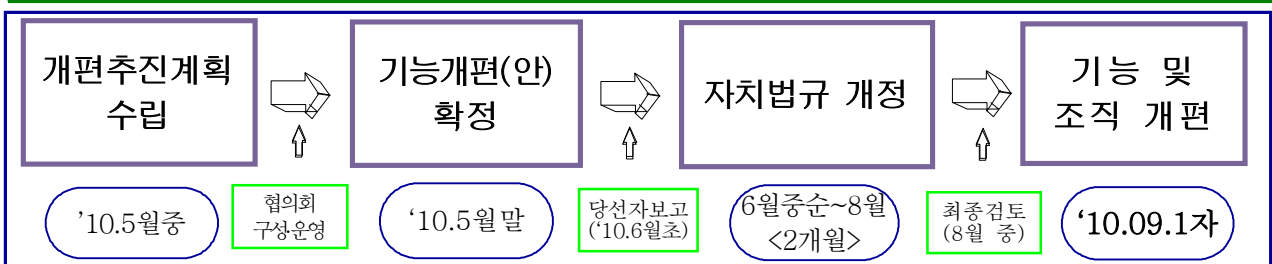 개편추진계획
수립
기능개편(안)
확정
자치법규 개정
기능 및
조직 개편
’10.5월중
협의회
구성·운영
‘10.5월말
당선자보고
(‘10.6월초)
6월중순~8월
<2개월>
최종검토
(8월 중)
‘10.09.1자